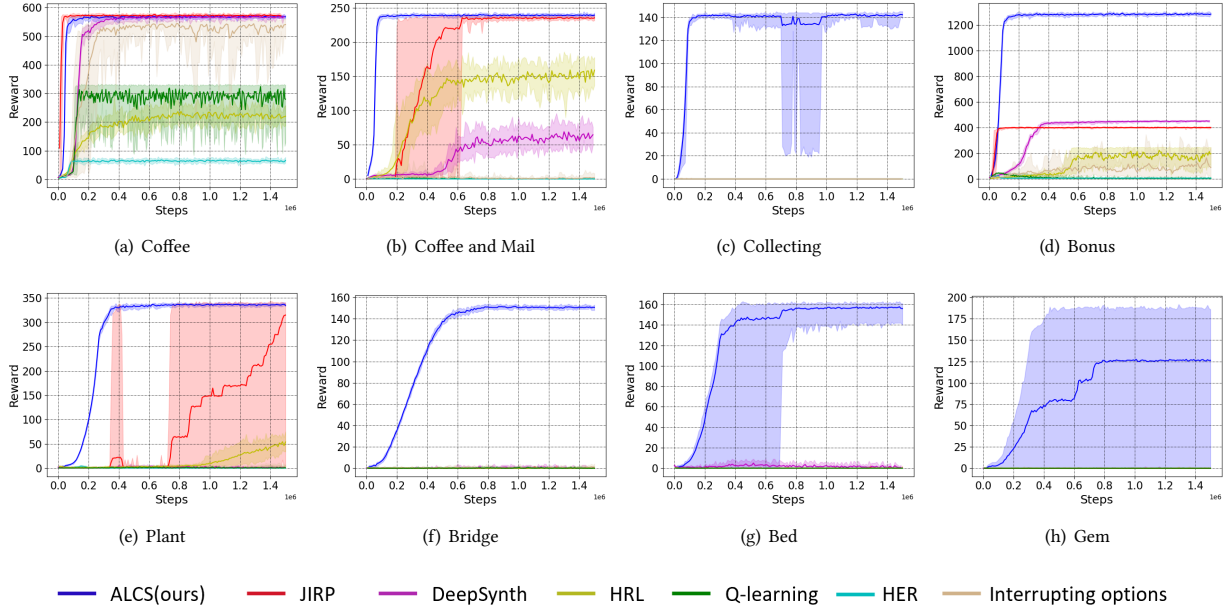 600
500
400
300
200
100
0
Reward
0.0 0.2 0.4 0.6 0.8 1.0 1.2 1.4
1e6
Steps
(a) Coffee
250
200
150
100
50
0
Reward
0.0 0.2 0.4 0.6 0.8 1.0 1.2 1.4
1e6
Steps
(b) Coffee and Mail
140
120
100
80
60
40
20
0
Reward
0.0 0.2 0.4 0.6 0.8 1.0 1.2 1.4
1e6
Steps
(c) Collecting
1200
1000
800
600
400
200
0
Reward
0.0 0.2 0.4 0.6 0.8 1.0 1.2 1.4
1e6
Steps
(d) Bonus
350
300
250
200
150
100
50
0
Reward
0.0 0.2 0.4 0.6 0.8 1.0 1.2 1.4
1e6
Steps
(e) Plant
160
140
120
100
80
60
40
20
0
Reward
0.0 0.2 0.4 0.6 0.8 1.0 1.2 1.4
1e6
Steps
(f) Bridge
160
140
120
100
80
60
40
20
0
Reward
0.0 0.2 0.4 0.6 0.8 1.0 1.2 1.4
1e6
Steps
(g) Bed
200
175
150
125
100
75
50
25
0
Reward
0.0 0.2 0.4 0.6 0.8 1.0 1.2 1.4
1e6
Steps
(h) Gem
ALCS(ours) JIRP DeepSynth HRL Q-learning HER Interrupting options